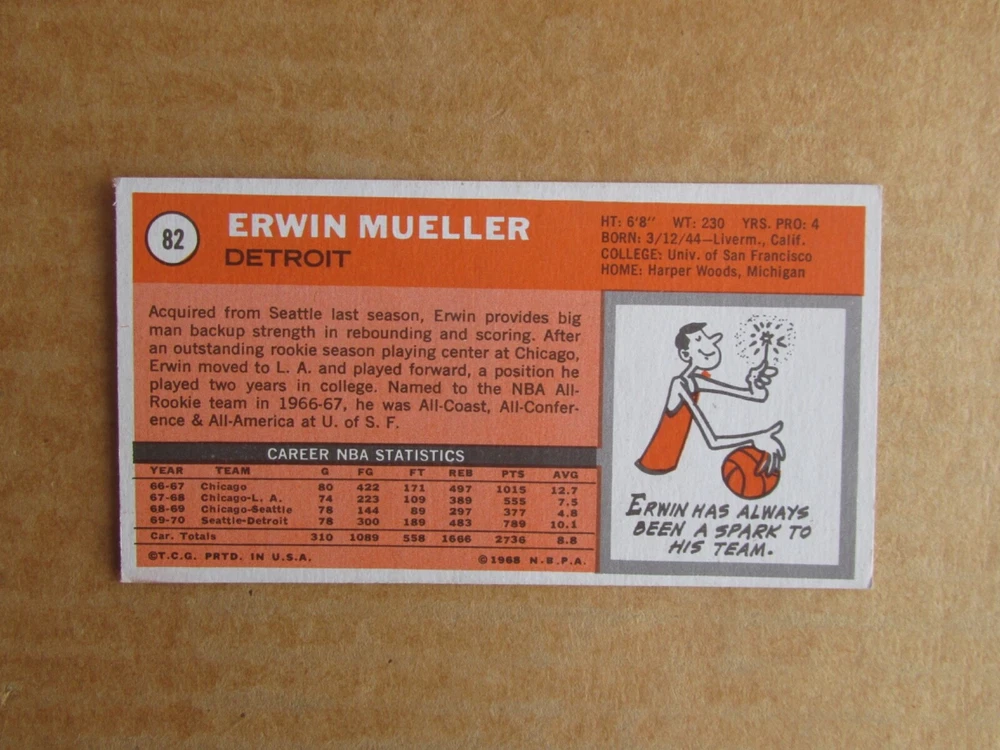 82
ERWIN MUELLER
DETROIT
HT: 6'8" WT: 230 YRS. PRO: 4
BORN: 3/12/44—Liverm., Calif.
COLLEGE: Univ. of San Francisco
HOME: Harper Woods, Michigan
Acquired from Seattle last season, Erwin provides big
man backup strength in rebounding and scoring. After
an outstanding rookie season playing center at Chicago,
Erwin moved to L. A. and played forward, a position he
played two years in college. Named to the NBA All-
Rookie team in 1966-67, he was All-Coast, All-Confer-
ence & All-America at U. of S. F.
CAREER NBA STATISTICS
YEAR TEAM G FG FT REB PTS AVG
66-67 Chicago 80 422 171 497 1015 12.7
67-68 Chicago-L. A. 74 223 109 389 555 7.5
68-69 Chicago-Seattle 78 144 89 297 377 4.8
69-70 Seattle-Detroit 78 300 189 483 789 10.1
Car. Totals 310 1089 558 1666 2736 8.8
©T.C.G. PRTD. IN U.S.A. ©1968 N.B.P.A.
ERWIN HAS ALWAYS
BEEN A SPARK TO
HIS TEAM.